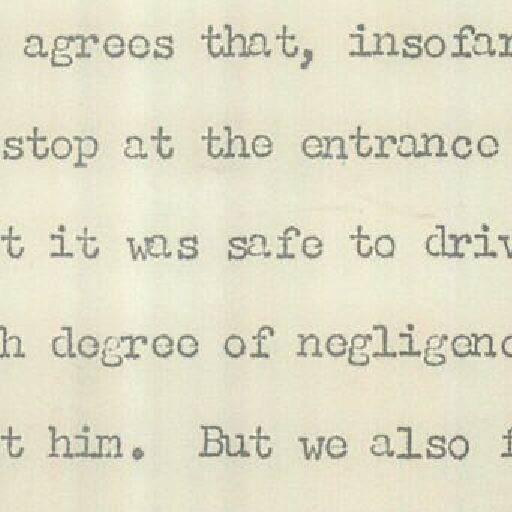 agrees that, insofar
stop at the entrance
t it was safe to driv
h degree of negligenc
t him. But we also f